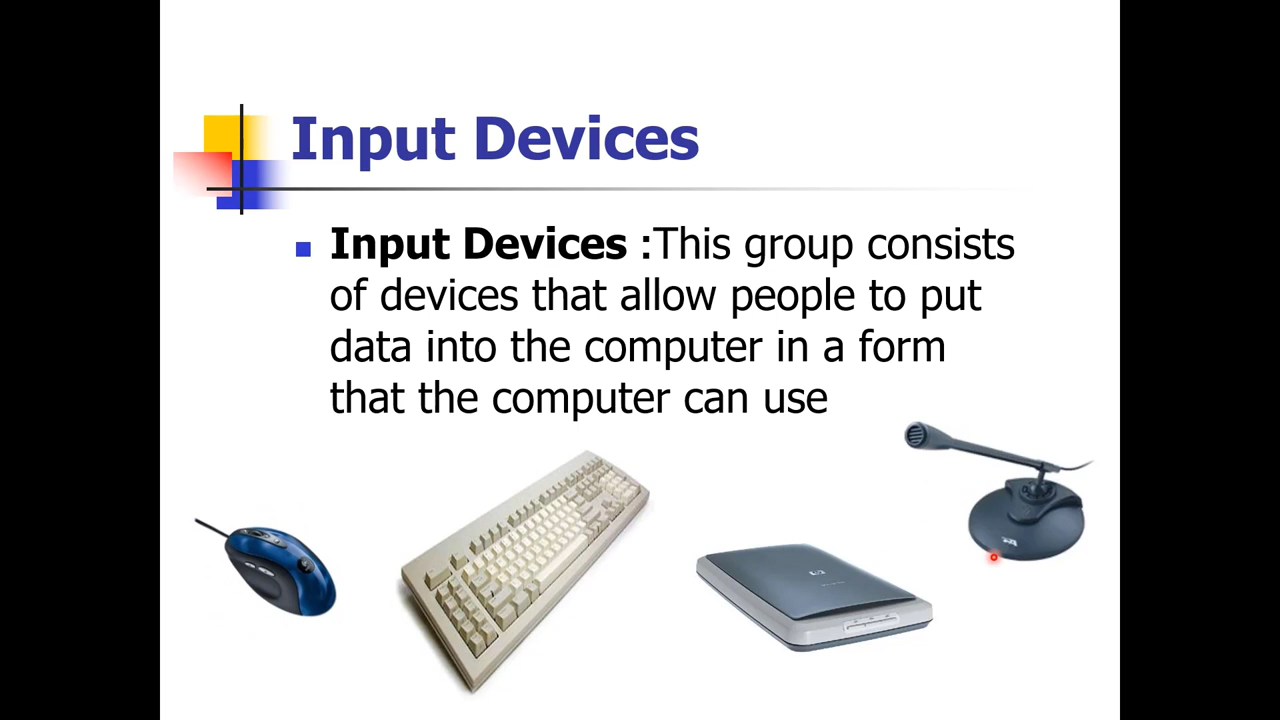 Input Devices
Input Devices :This group consists
of devices that allow people to put
data into the computer in a form
that the computer can use